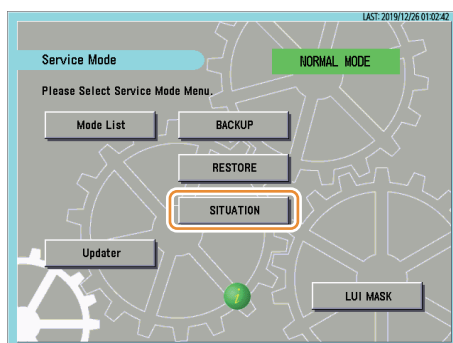 LAST: 2019/12/26 01:02:42
Service Mode
NORMAL MODE
Please Select Service Mode Menu.
Mode List
BACKUP
RESTORE
SITUATION
Updater
i
LUI MASK